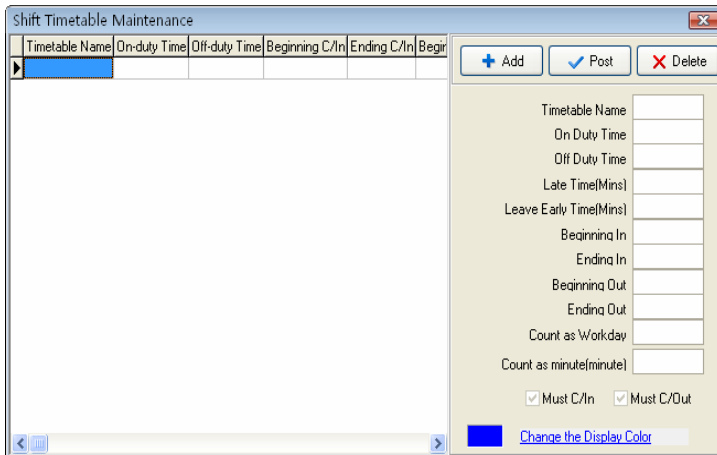 Shift Timetable Maintenance
Timetable Name On-duty Time Off-duty Time Beginning C/In Ending C/In Begin
Add Post Delete
Timetable Name
On Duty Time
Off Duty Time
Late Time(Mins)
Leave Early Time(Mins)
Beginning In
Ending In
Beginning Out
Ending Out
Count as Workday
Count as minute(minute)
Must C/In Must C/Out
Change the Display Color